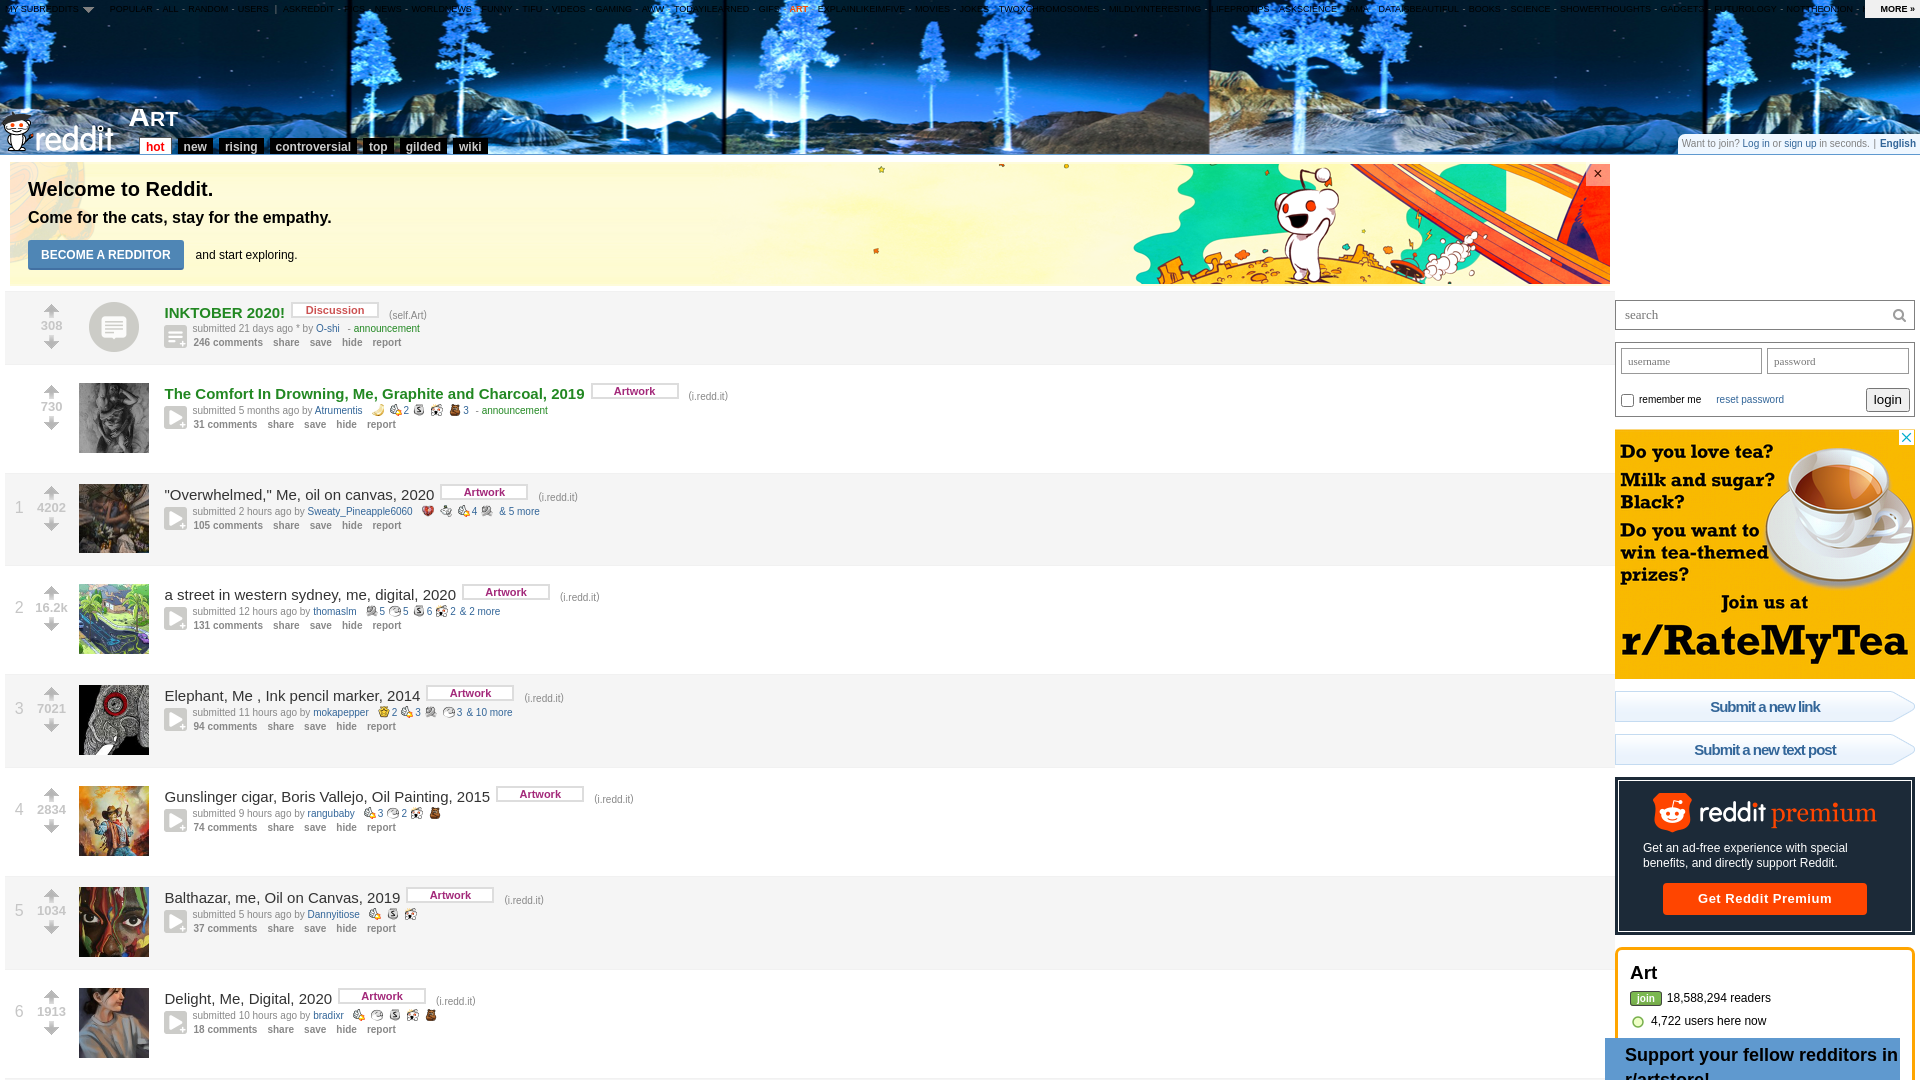 MY SUBREDDITS POPULAR - ALL - RANDOM - USERS | ASKREDDIT - PICS - NEWS - WORLDNEWS - FUNNY - TIFU - VIDEOS - GAMING - AWW - TODAYILEARNED - GIFS - ART - EXPLAINLIKEIMFIVE - MOVIES - JOKES - TWOXCHROMOSOMES - MILDLYINTERESTING - LIFEPROTIPS - ASKSCIENCE - IAMA - DATAISBEAUTIFUL - BOOKS - SCIENCE - SHOWERTHOUGHTS - GADGETS - FUTUROLOGY - NOTTHEONION - MORE »
reddit Art
hot new rising controversial top gilded wiki
Want to join? Log in or sign up in seconds. | English
Welcome to Reddit.
Come for the cats, stay for the empathy.
BECOME A REDDITOR and start exploring.
×
308
INKTOBER 2020! Discussion (self.Art)
submitted 21 days ago * by O-shi - announcement
246 comments share save hide report
730
The Comfort In Drowning, Me, Graphite and Charcoal, 2019 Artwork (i.redd.it)
submitted 5 months ago by Atrumentis 2 3 - announcement
31 comments share save hide report
1 4202
"Overwhelmed," Me, oil on canvas, 2020 Artwork (i.redd.it)
submitted 2 hours ago by Sweaty_Pineapple6060 4 & 5 more
105 comments share save hide report
2 16.2k
a street in western sydney, me, digital, 2020 Artwork (i.redd.it)
submitted 12 hours ago by thomaslm 5 5 6 2 & 2 more
131 comments share save hide report
3 7021
Elephant, Me , Ink pencil marker, 2014 Artwork (i.redd.it)
submitted 11 hours ago by mokapepper 2 3 3 & 10 more
94 comments share save hide report
4 2834
Gunslinger cigar, Boris Vallejo, Oil Painting, 2015 Artwork (i.redd.it)
submitted 9 hours ago by rangubaby 3 2
74 comments share save hide report
5 1034
Balthazar, me, Oil on Canvas, 2019 Artwork (i.redd.it)
submitted 5 hours ago by Dannyitiose
37 comments share save hide report
6 1913
Delight, Me, Digital, 2020 Artwork (i.redd.it)
submitted 10 hours ago by bradixr
18 comments share save hide report
search
username password
remember me reset password login
Do you love tea?
Milk and sugar?
Black?
Do you want to
win tea-themed
prizes?
Join us at
r/RateMyTea
Submit a new link
Submit a new text post
reddit premium
Get an ad-free experience with special
benefits, and directly support Reddit.
Get Reddit Premium
Art
join 18,588,294 readers
4,722 users here now
Support your fellow redditors in
r/artstore!